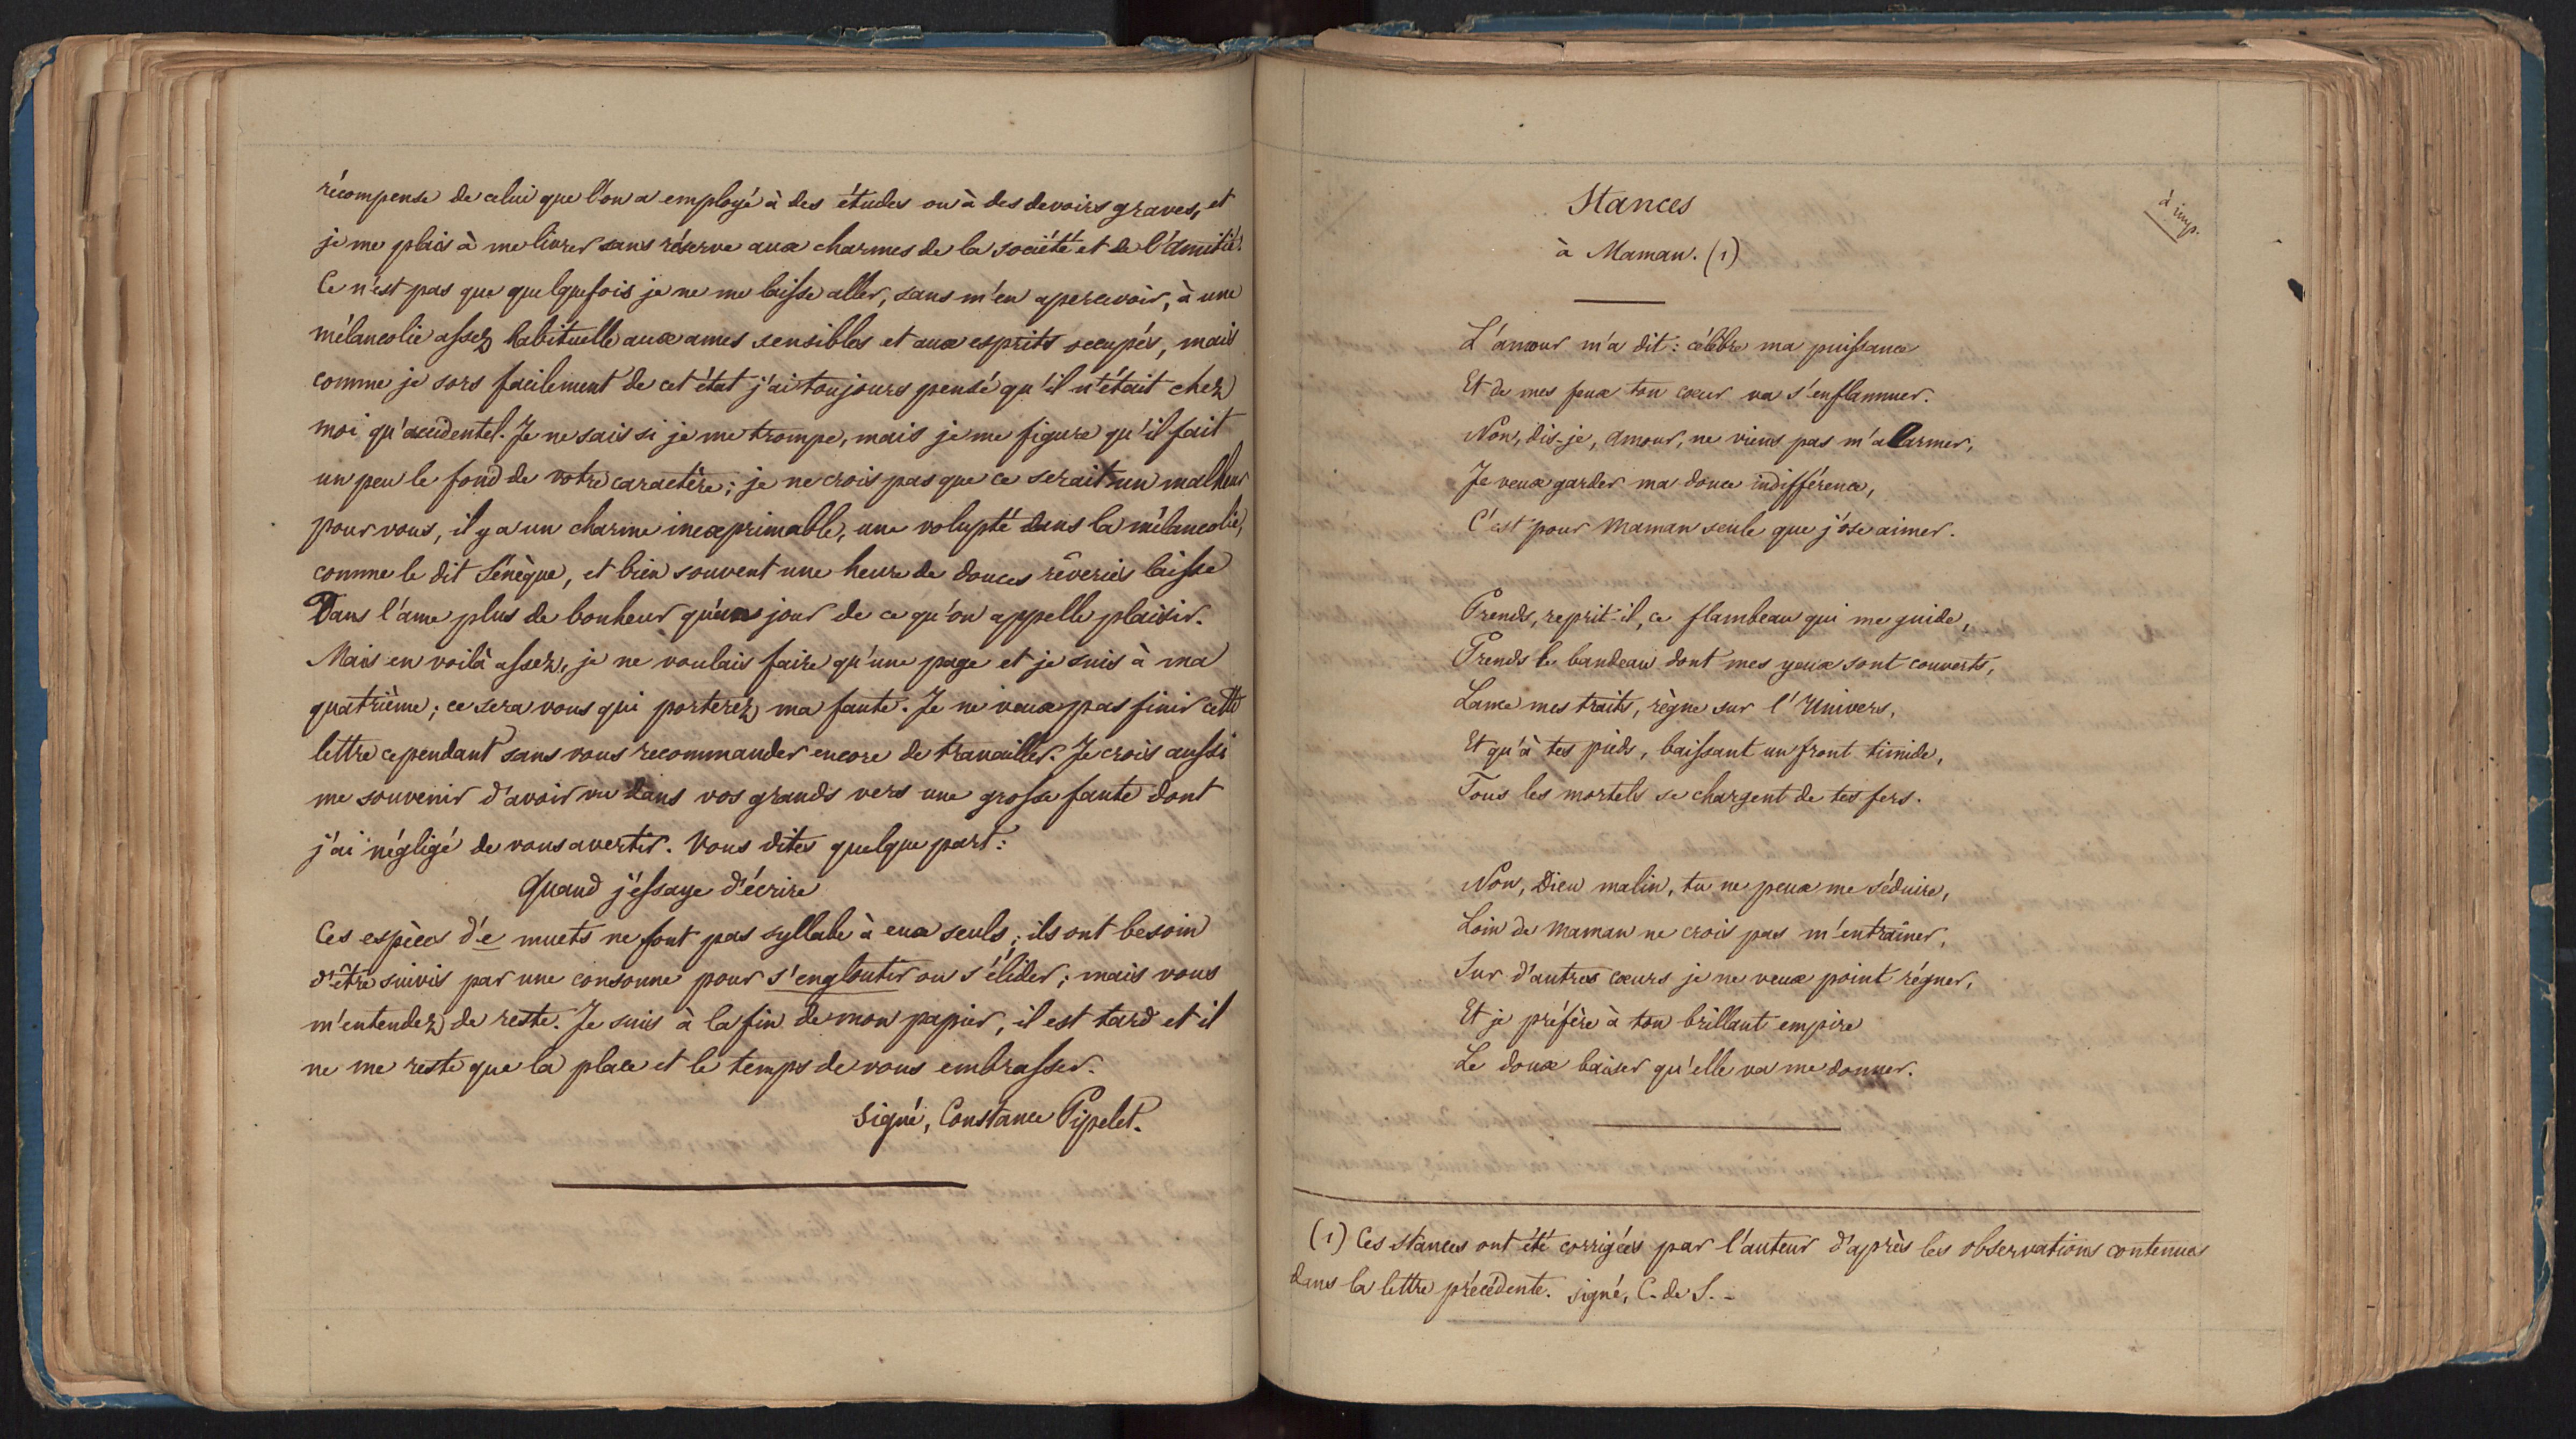 récompense de celui que l'on a employé à des études ou à des devoirs graves, et
je me plais à me livrer sans réserve aux charmes de la société et de l'amitié.
Ce n'est pas que quelquefois je ne me laisse aller, sans m'en apercevoir, à une
mélancolie assez habituelle aux ames sensibles et aux esprits occupés, mais
comme je sors facilement de cet état j'ai toujours pensé qu'il n'était chez
moi qu'accidentel. Je ne sais si je me trompe, mais je me figure qu'il fait
un peu le fond de votre caractère; je ne crois pas que ce serait un malheur
pour vous, il y a un charme inexprimable, une volupté dans la mélancolie,
comme le dit Sénèque, et bien souvent une heure de douces rêveries laisse
Dans l'ame plus de bonheur qu'un jour de ce qu'on appelle plaisir.
Mais en voilà assez, je ne voulais faire qu'une page et je suis à ma
quatrième; ce sera vous qui porterez ma faute. Je ne veux pas finir cette
lettre cependant sans vous recommander encore de travailler. Je crois aussi
me souvenir d'avoir vu dans vos grands vers une grosse faute dont
j'ai négligé de vous avertir. Vous dites quelque part:
Quand j'essaye d'écrire
Ces espèces d'e muets ne font pas syllabe à eux seuls; ils ont besoin
d'être suivis par une consonne pour s'engloutir ou s'élider; mais vous
m'entendez de reste. Je suis à la fin de mon papier, il est tard et il
ne me reste que la place et le temps de vous embrasser.
Signé, Constance Pipelet.
à imp.
Stances
à Maman. (1)
L'amour m'a dit: célèbre ma puissance
Et de mes feux ton cœur va s'enflammer.
Non, dis-je, amour, ne viens pas m'alarmer,
Je veux garder ma douce indifférence,
C'est pour Maman seule que j'ose aimer.
Prends, reprit-il, ce flambeau qui me guide,
Prends le bandeau dont mes yeux sont couverts,
Lance mes traits, règne sur l'Univers,
Et qu'à tes pieds, baissant un front timide,
Tous les mortels se chargent de tes fers.
Non, Dieu malin, tu ne peux me séduire,
Loin de Maman ne crois pas m'entraîner,
Sur d'autres cœurs je ne veux point régner,
Et je préfère à ton brillant empire
Le doux baiser qu'elle va me donner.
(1) Ces stances ont été corrigées par l'auteur d'après les observations contenues
dans la lettre précédente. signé, C. de S.-